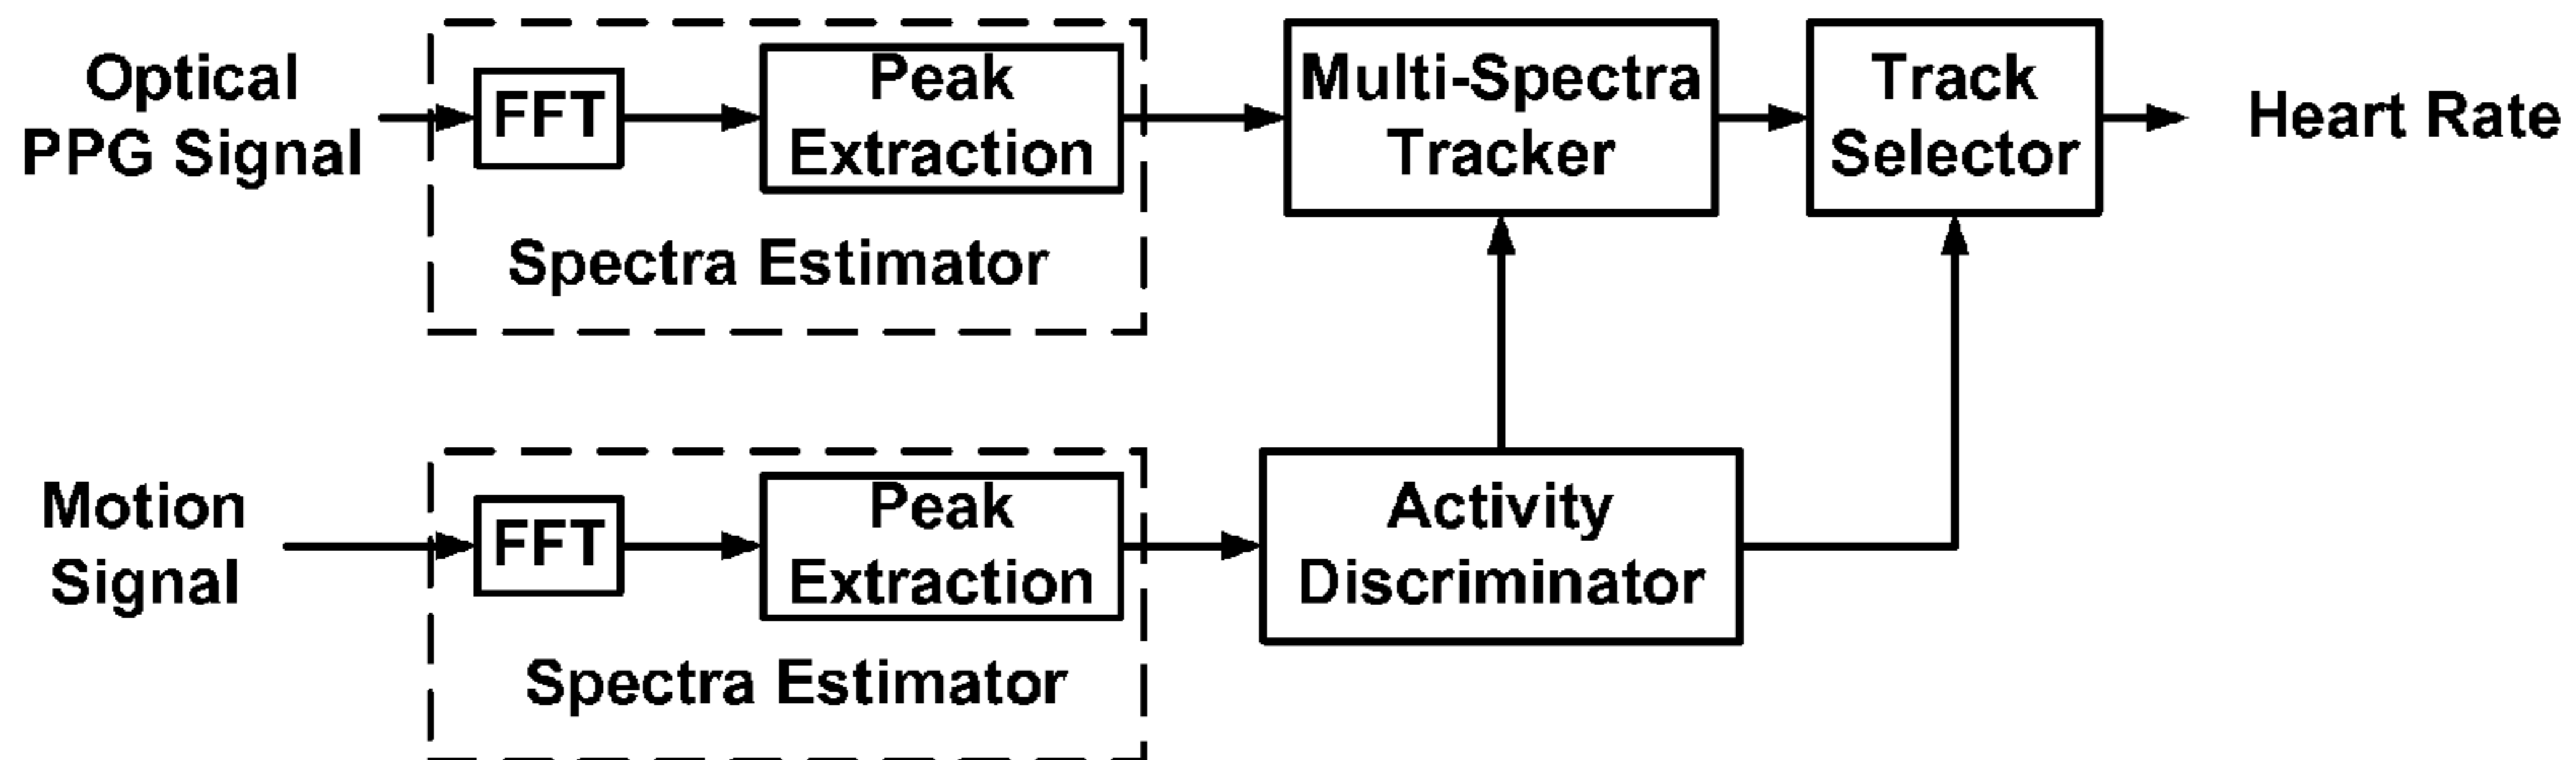 Optical
PPG Signal
FFT
Peak
Extraction
Spectra Estimator
Multi-Spectra
Tracker
Track
Selector
Heart Rate
Motion
Signal
FFT
Peak
Extraction
Spectra Estimator
Activity
Discriminator